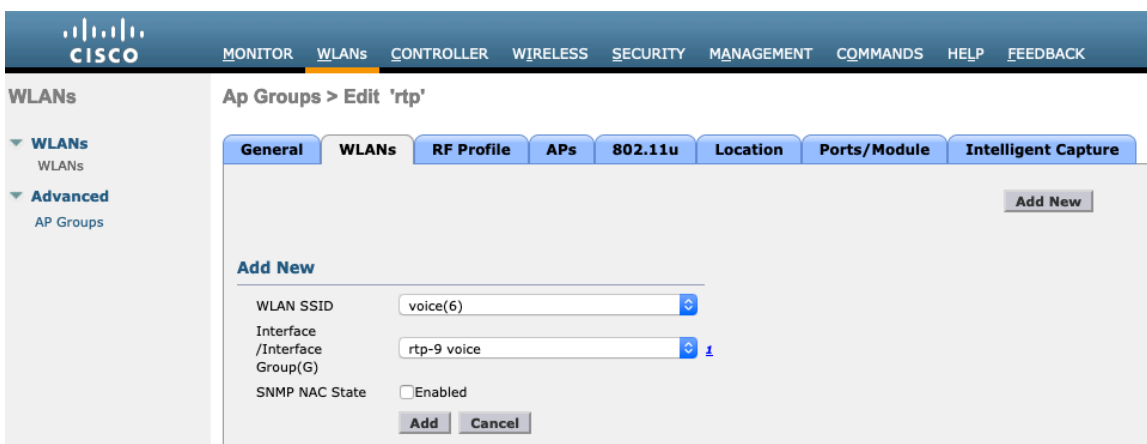 CISCO
MONITOR WLANs CONTROLLER WIRELESS SECURITY MANAGEMENT COMMANDS HELP FEEDBACK
WLANs
Ap Groups > Edit 'rtp'
WLANs
WLANs
Advanced
AP Groups
General WLANs RF Profile APs 802.11u Location Ports/Module Intelligent Capture
Add New
Add New
WLAN SSID voice(6)
Interface
/Interface rtp-9 voice 1
Group(G)
SNMP NAC State Enabled
Add Cancel